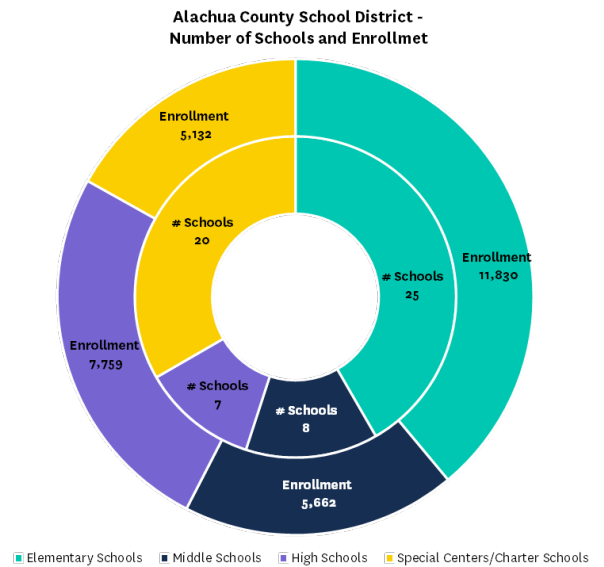 Alachua County School District -
Number of Schools and Enrollmet
Enrollment
5,132
# Schools
20
Enrollment
11,830
# Schools
25
Enrollment
7,759
# Schools
7
# Schools
8
Enrollment
5,662
Elementary Schools
Middle Schools
High Schools
Special Centers/Charter Schools